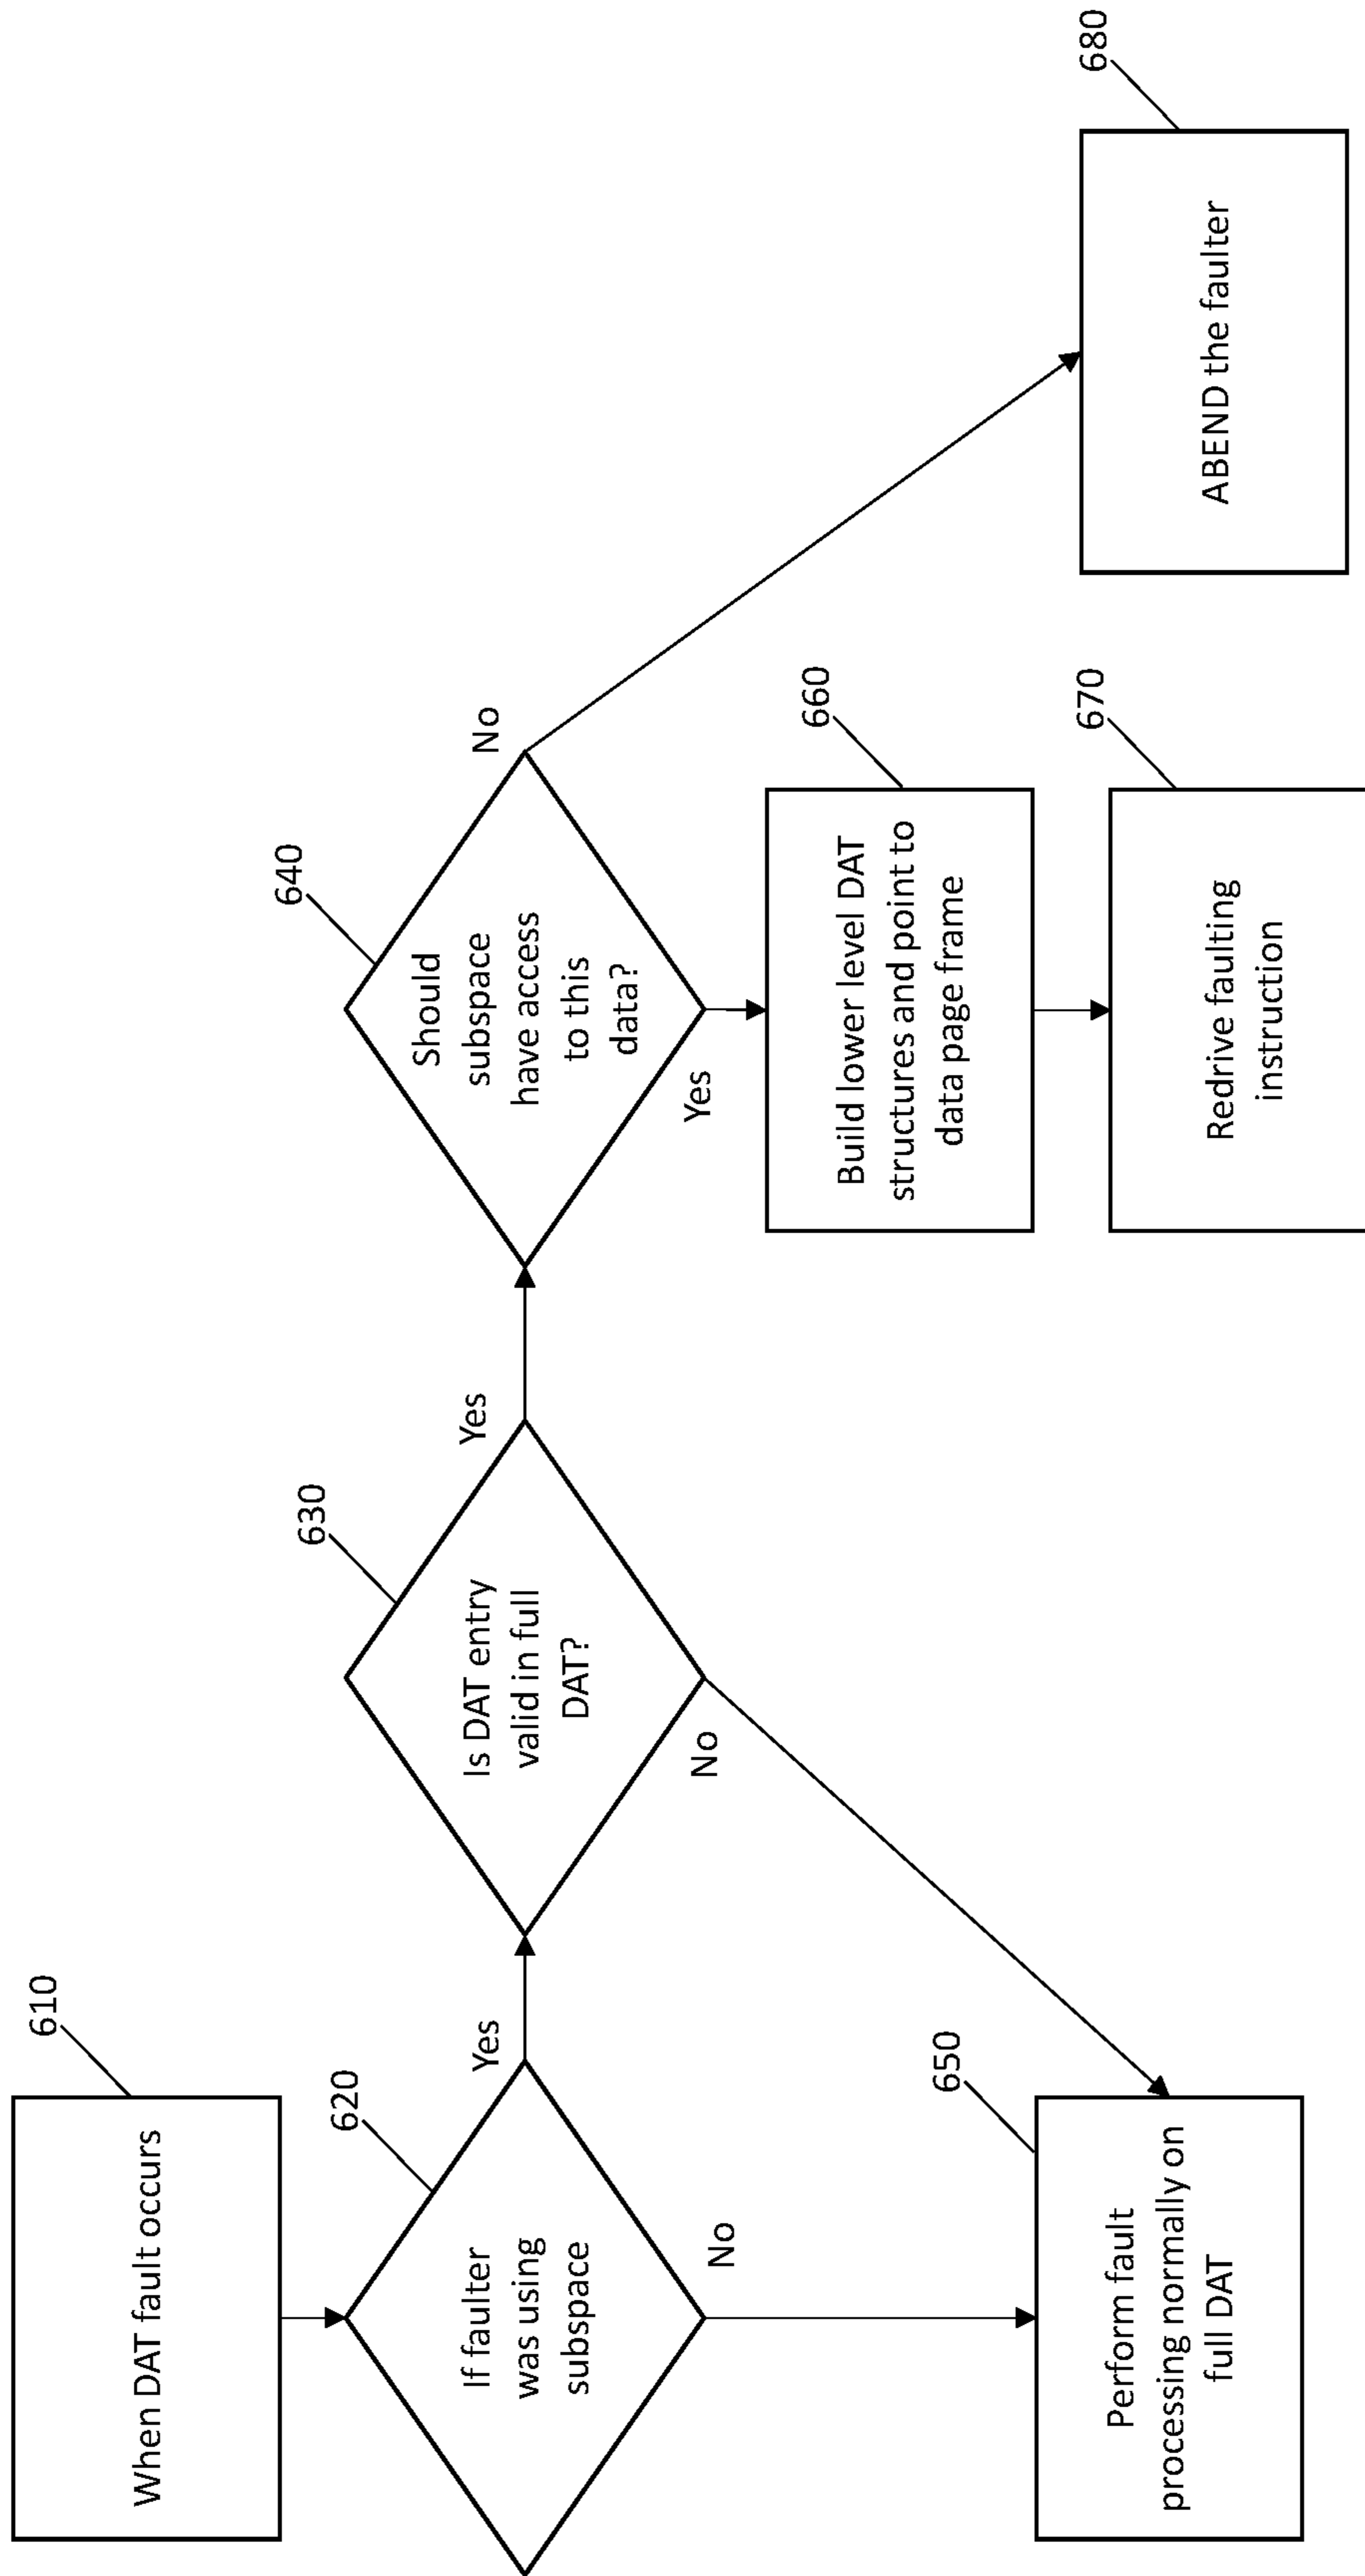 610
When DAT fault occurs
620
If faulter
was using
subspace
Yes
No
630
Is DAT entry
valid in full
DAT?
Yes
No
640
Should
subspace
have access
to this
data?
No
Yes
650
Perform fault
processing normally on
full DAT
660
Build lower level DAT
structures and point to
data page frame
670
Redrive faulting
instruction
680
ABEND the faulter